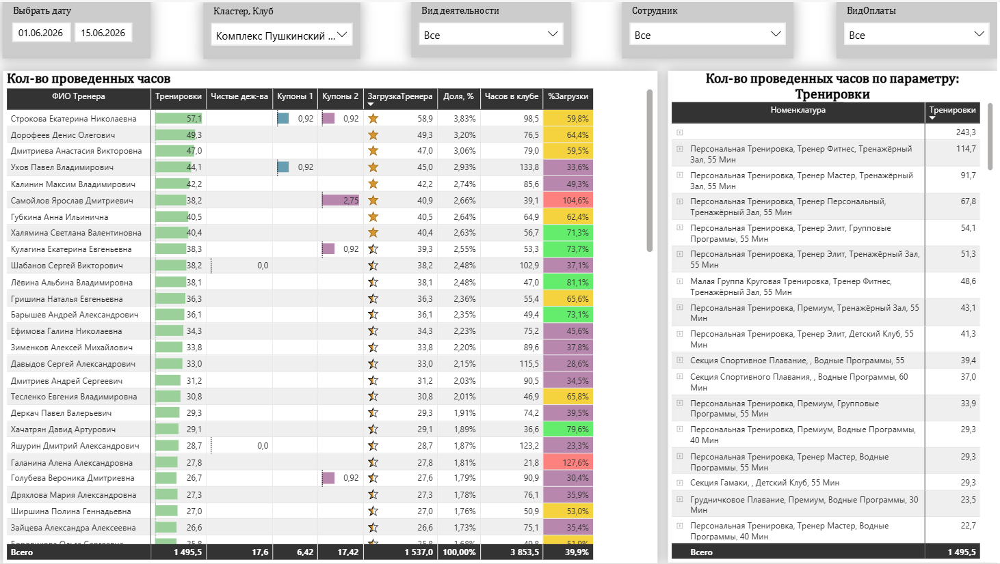 Выбрать дату
01.06.2026 15.06.2026
Кластер, Клуб
Комплекс Пушкинский ...
Вид деятельности
Все
Сотрудник
Все
ВидОплаты
Все
Кол-во проведенных часов
ФИО Тренера Тренировки Чистые деж-ва Купоны 1 Купоны 2 ЗагрузкаТренера Доля, % Часов в клубе %Загрузки
Строкова Екатерина Николаевна 57,1 0,92 0,92 58,9 3,83% 98,5 59,8%
Дорофеев Денис Олегович 49,3 49,3 3,20% 76,5 64,4%
Дмитриева Анастасия Викторовна 47,0 47,0 3,06% 79,0 59,5%
Ухов Павел Владимирович 44,1 0,92 45,0 2,93% 133,8 33,6%
Калинин Максим Владимирович 42,2 42,2 2,74% 85,6 49,3%
Самойлов Ярослав Дмитриевич 38,2 2,75 40,9 2,66% 39,1 104,6%
Губкина Анна Ильинична 40,5 40,5 2,64% 64,9 62,4%
Халямина Светлана Валентиновна 40,4 40,4 2,63% 56,7 71,3%
Кулагина Екатерина Евгеньевна 38,3 0,92 39,3 2,55% 53,3 73,7%
Шабанов Сергей Викторович 38,2 0,0 38,2 2,48% 102,9 37,1%
Лёвина Альбина Владимировна 38,1 38,1 2,48% 47,0 81,1%
Гришина Наталья Евгеньевна 36,3 36,3 2,36% 55,4 65,6%
Барышев Андрей Александрович 36,1 36,1 2,35% 49,4 73,1%
Ефимова Галина Николаевна 34,3 34,3 2,23% 75,2 45,6%
Зименков Алексей Михайлович 33,8 33,8 2,20% 89,6 37,8%
Давыдов Сергей Александрович 33,0 33,0 2,15% 115,5 28,6%
Дмитриев Андрей Сергеевич 31,2 31,2 2,03% 90,5 34,5%
Тесленко Евгения Владимировна 30,8 30,8 2,01% 46,9 65,8%
Деркач Павел Валерьевич 29,3 29,3 1,91% 74,2 39,5%
Хачатрян Давид Артурович 29,1 29,1 1,89% 36,6 79,6%
Яшурин Дмитрий Александрович 28,7 0,0 28,7 1,87% 123,2 23,3%
Галанина Алена Александровна 27,8 27,8 1,81% 21,8 127,6%
Голубева Вероника Дмитриевна 26,7 0,92 27,6 1,79% 90,9 30,4%
Дряхлова Мария Александровна 27,3 27,3 1,78% 76,1 35,9%
Ширшина Полина Геннадьевна 27,0 27,0 1,76% 50,9 53,0%
Зайцева Александра Алексеевна 26,6 26,6 1,73% 75,1 35,4%
Боровикова Ольга Сергеевна 25,8 25,8 1,68% 49,8 51,9%
Всего 1 495,5 17,6 6,42 17,42 1 537,0 100,00% 3 853,5 39,9%
Кол-во проведенных часов по параметру:
Тренировки
Номенклатура Тренировки
243,3
Персональная Тренировка, Тренер Фитнес, Тренажёрный 114,7
Зал, 55 Мин
Персональная Тренировка, Тренер Мастер, Тренажёрный 91,7
Зал, 55 Мин
Персональная Тренировка, Тренер Персональный, 67,8
Тренажёрный Зал, 55 Мин
Персональная Тренировка, Тренер Элит, Групповые 54,1
Программы, 55 Мин
Персональная Тренировка, Тренер Элит, Тренажёрный Зал, 51,3
55 Мин
Малая Группа Круговая Тренировка, Тренер Фитнес, 48,6
Тренажёрный Зал, 55 Мин
Персональная Тренировка, Премиум, Тренажёрный Зал, 55 43,1
Мин
Персональная Тренировка, Тренер Элит, Детский Клуб, 55 41,3
Мин
Секция Спортивное Плавание, , Водные Программы, 55 39,4
Секция Спортивного Плавания, , Водные Программы, 60 37,0
Мин
Персональная Тренировка, Премиум, Групповые 33,9
Программы, 55 Мин
Персональная Тренировка, Премиум, Водные Программы, 29,3
40 Мин
Персональная Тренировка, Тренер Мастер, Водные 29,3
Программы, 55 Мин
Секция Гамаки, , Детский Клуб, 55 Мин 29,3
Грудничковое Плавание, Премиум, Водные Программы, 30 23,5
Мин
Персональная Тренировка, Тренер Мастер, Водные 22,7
Программы, 40 Мин
Всего 1 495,5